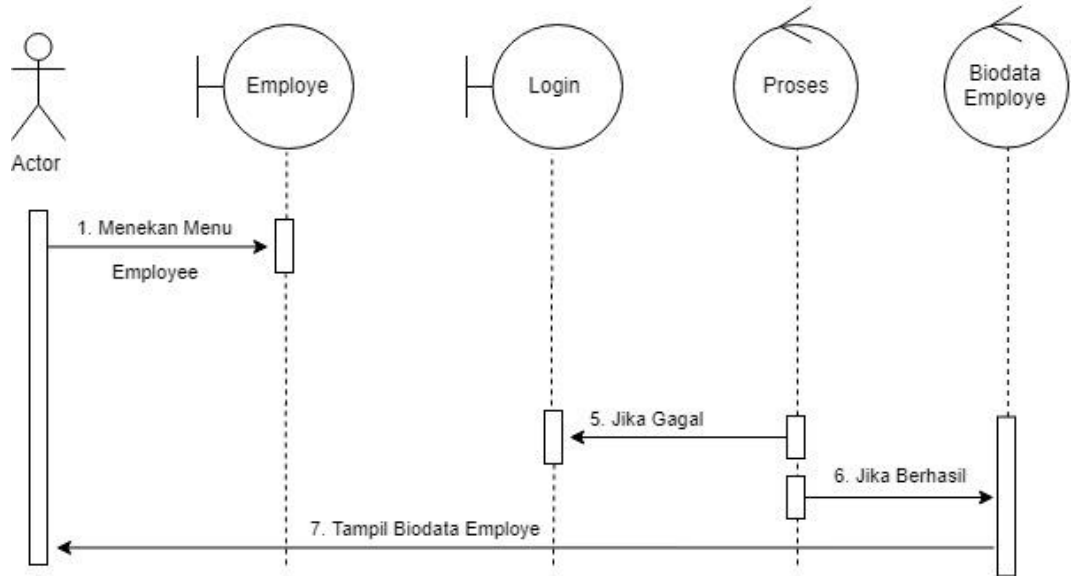 Employe
Login
Proses
Biodata
Employe
Actor
1. Menekan Menu
Employee
5. Jika Gagal
6. Jika Berhasil
7. Tampil Biodata Employe